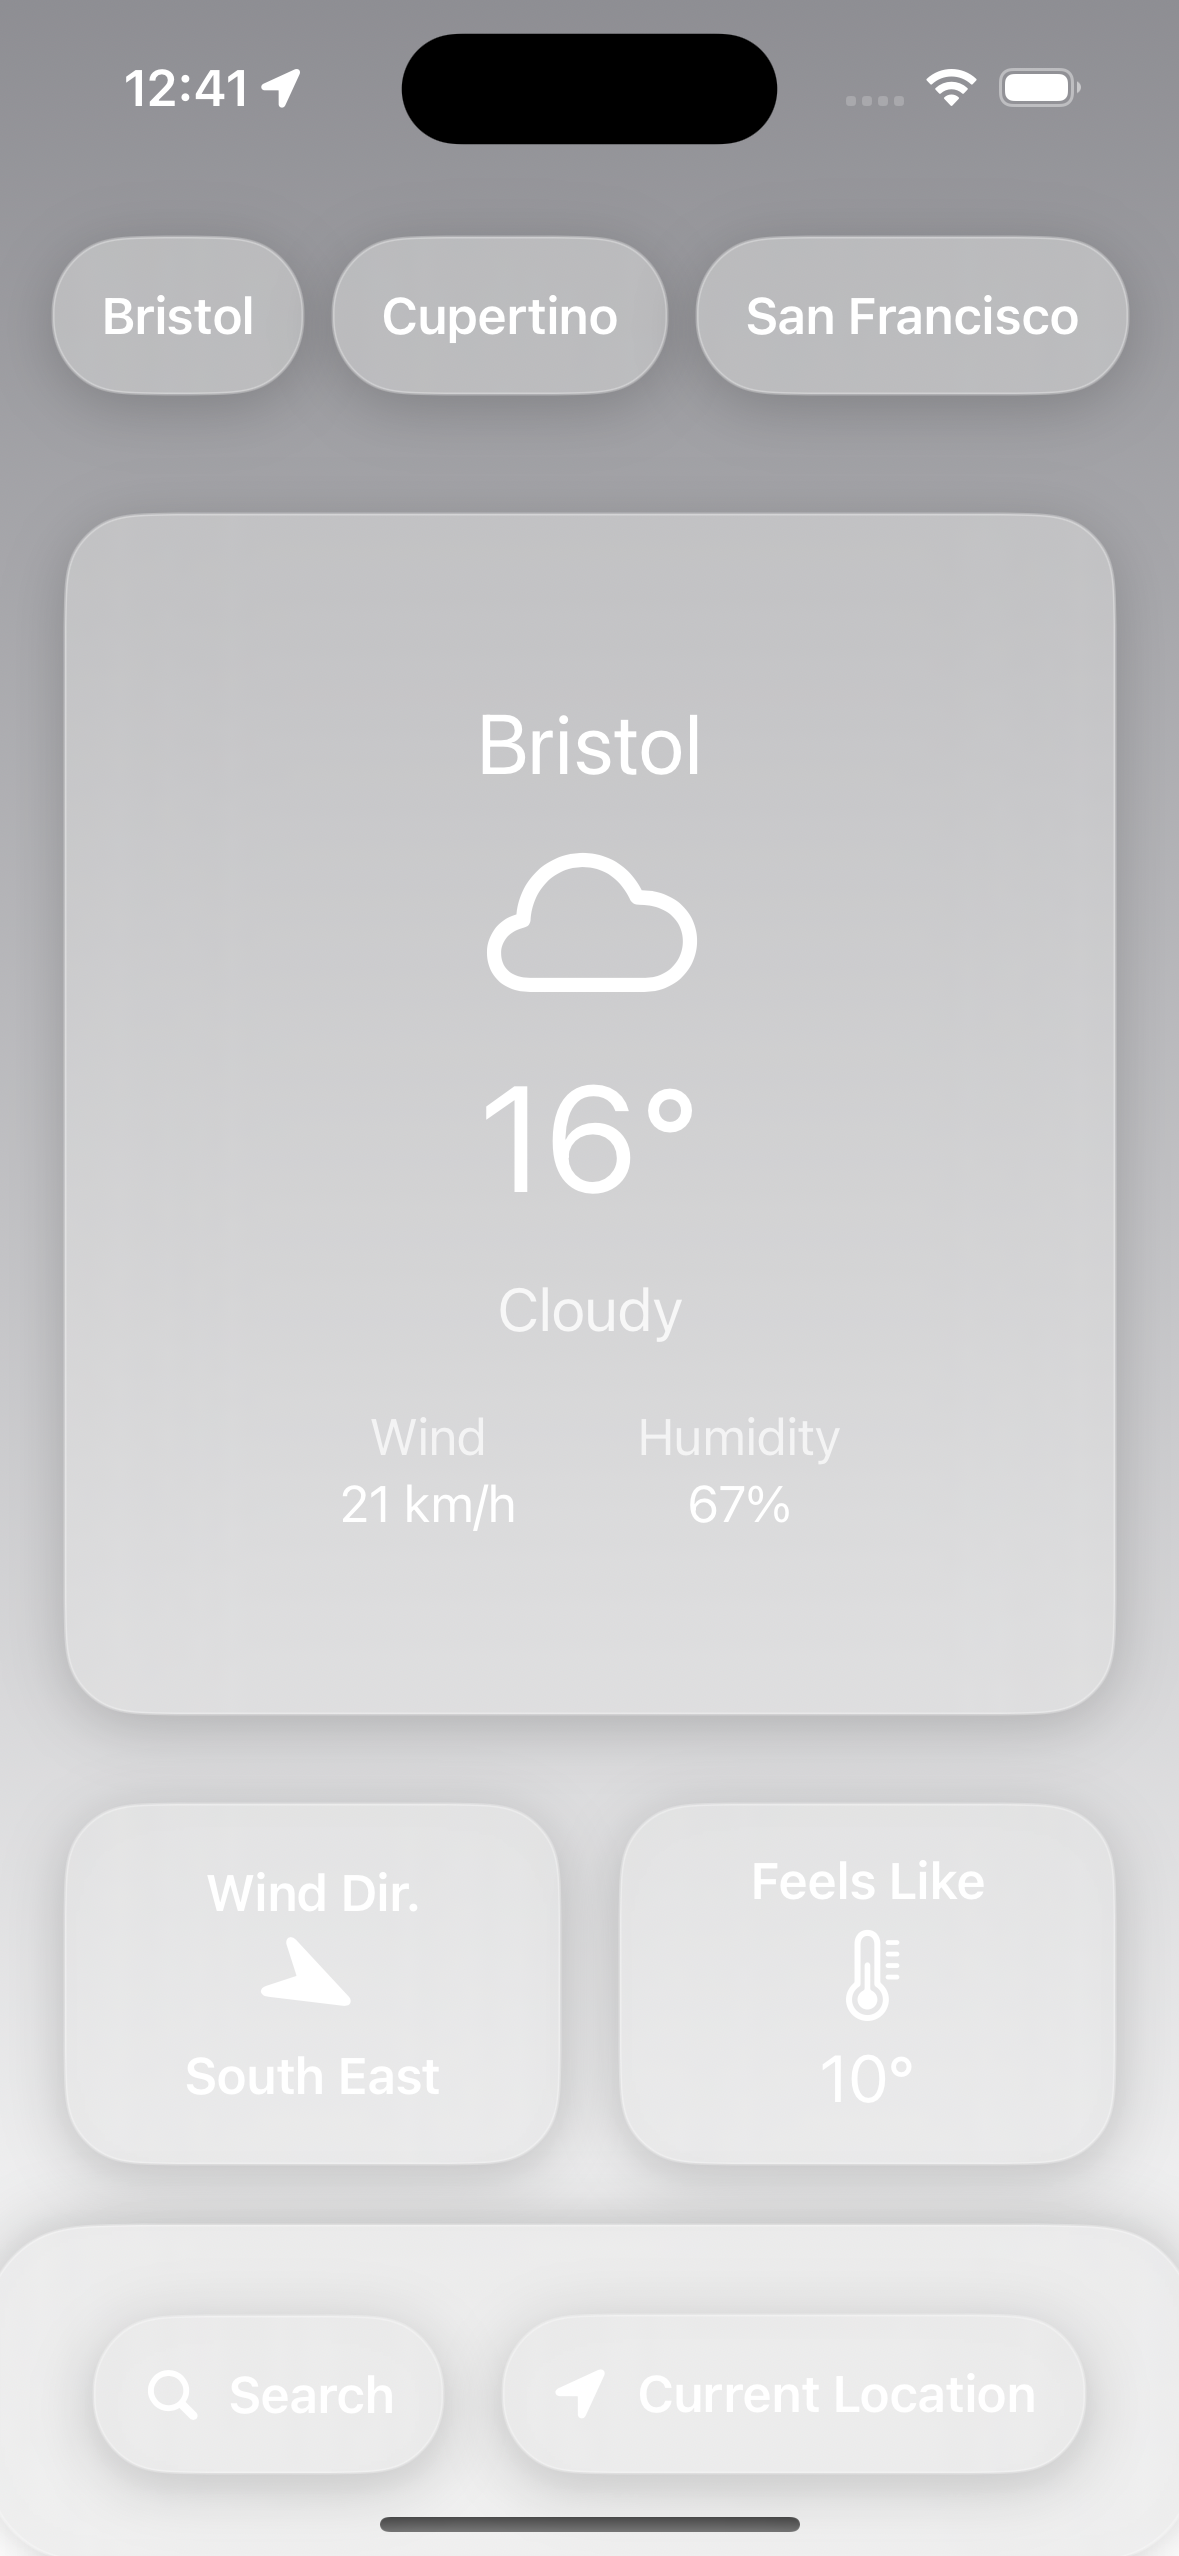 12:41
Bristol
Cupertino
San Francisco
Bristol
16°
Cloudy
Wind
Humidity
21 km/h
67%
Wind Dir.
Feels Like
South East
10°
Search
Current Location